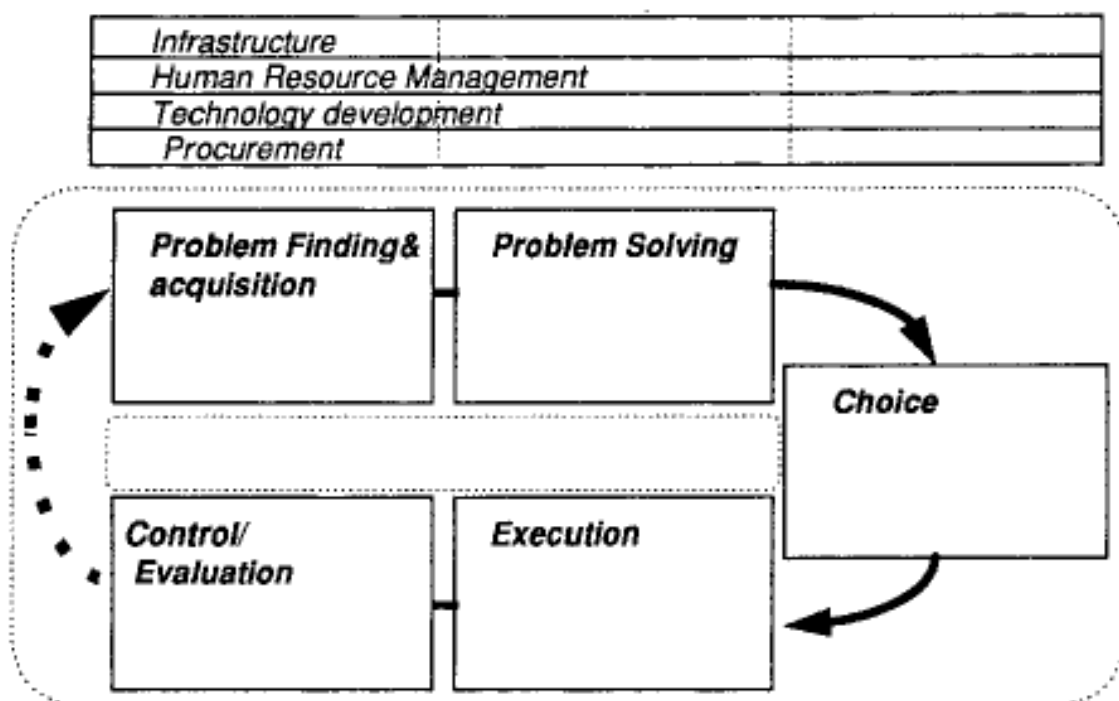 Infrastructure
Human Resource Management
Technology development
Procurement
Problem Finding&
acquisition
Problem Solving
Choice
Control/
Evaluation
Execution